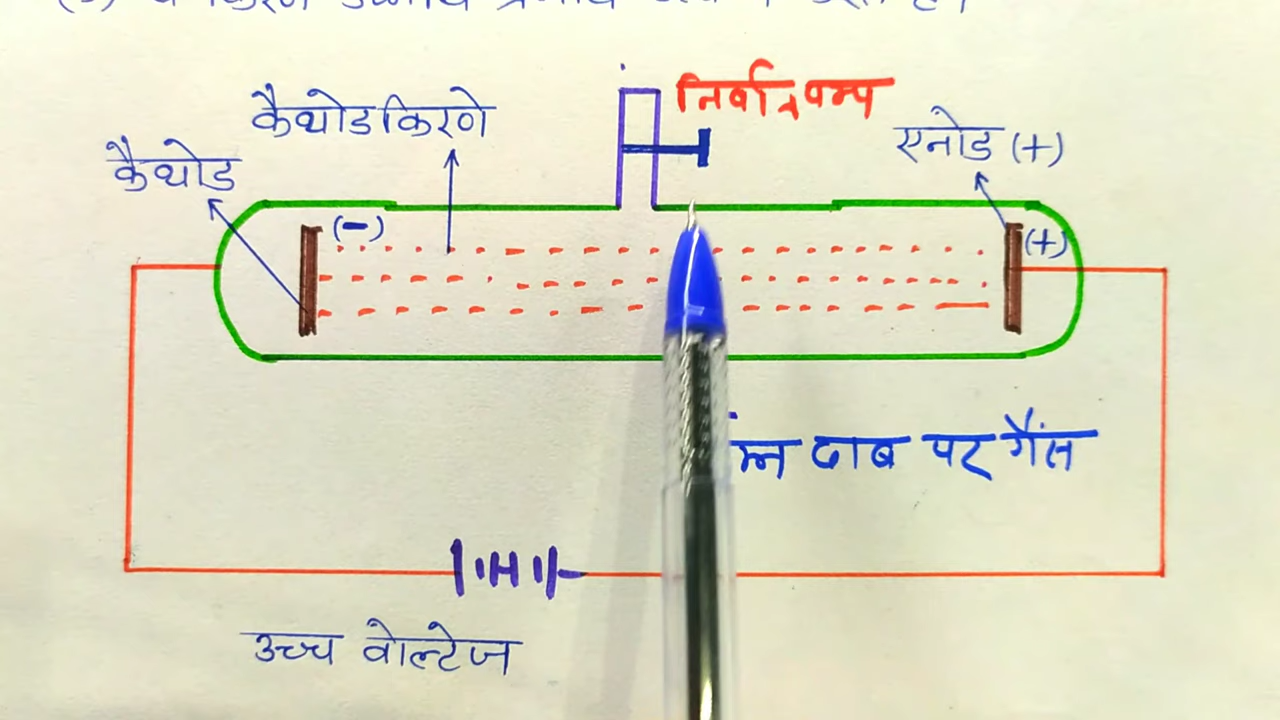 कैथोड किरणे
निर्वात पम्प
एनोड (+)
कैथोड
(-)
(+)
दाब पर गैंस
उच्च वोल्टेज